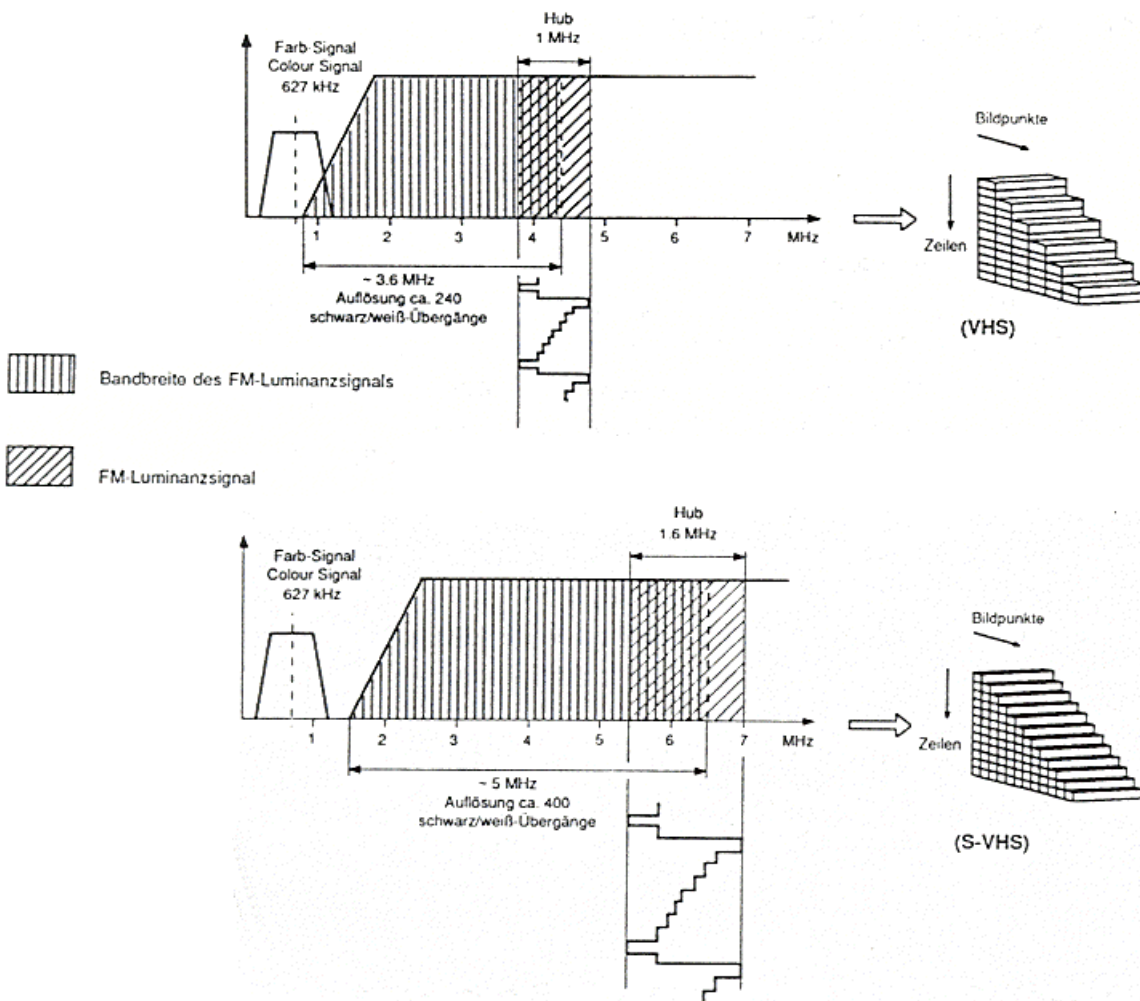 Hub
1 MHz
Farb-Signal
Colour Signal
627 kHz
Bildpunkte
Zeilen
1 2 3 4 5 6 7 MHz
~ 3.6 MHz
Auflösung ca. 240
schwarz/weiß-Übergänge
(VHS)
Bandbreite des FM-Luminanzsignals
FM-Luminanzsignal
Hub
1.6 MHz
Farb-Signal
Colour Signal
627 kHz
Bildpunkte
Zeilen
1 2 3 4 5 6 7 MHz
~ 5 MHz
Auflösung ca. 400
schwarz/weiß-Übergänge
(S-VHS)